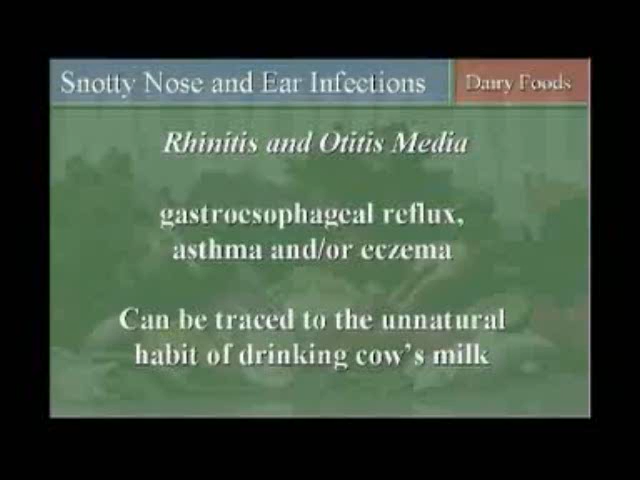 Snotty Nose and Ear Infections
Dairy Foods
Rhinitis and Otitis Media
gastroesophageal reflux,
asthma and/or eczema
Can be traced to the unnatural
habit of drinking cow's milk